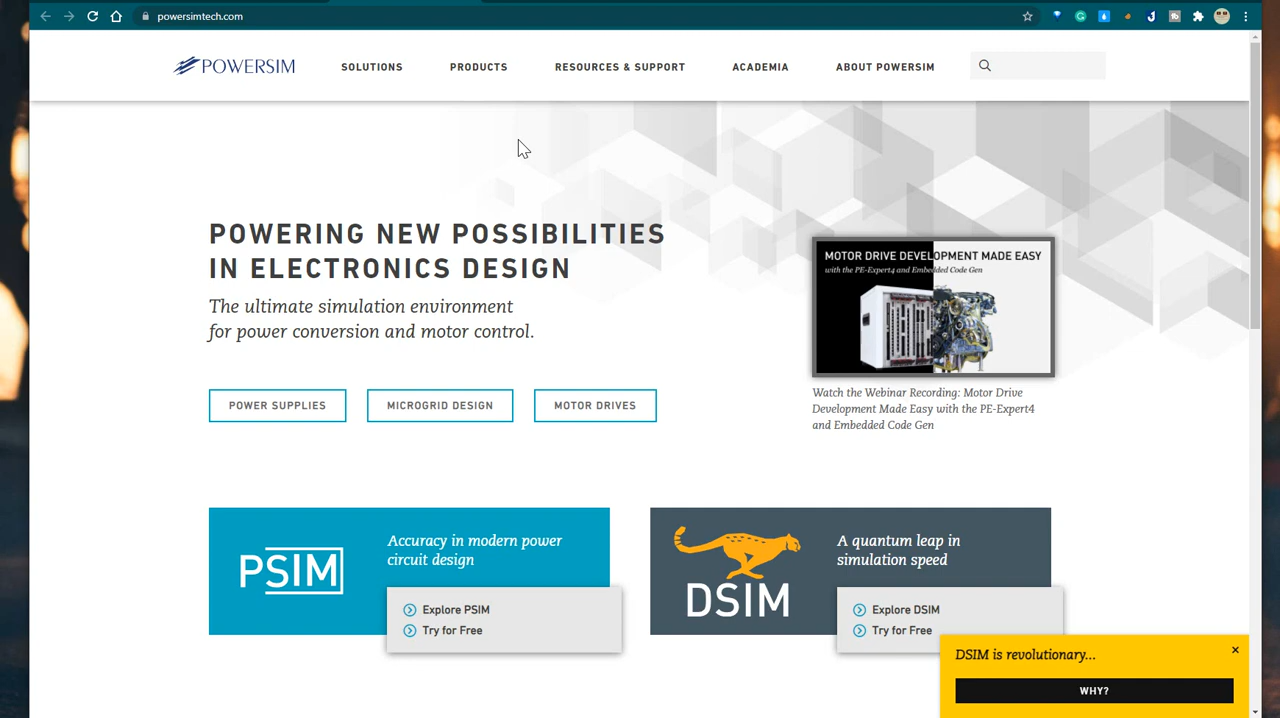 powersimtech.com
POWERSIM
SOLUTIONS
PRODUCTS
RESOURCES & SUPPORT
ACADEMIA
ABOUT POWERSIM
POWERING NEW POSSIBILITIES
IN ELECTRONICS DESIGN
The ultimate simulation environment
for power conversion and motor control.
POWER SUPPLIES
MICROGRID DESIGN
MOTOR DRIVES
MOTOR DRIVE DEVELOPMENT MADE EASY
with the PE-Expert4 and Embedded Code Gen
Watch the Webinar Recording: Motor Drive
Development Made Easy with the PE-Expert4
and Embedded Code Gen
PSIM
Accuracy in modern power
circuit design
Explore PSIM
Try for Free
DSIM
A quantum leap in
simulation speed
Explore DSIM
Try for Free
DSIM is revolutionary...
WHY?